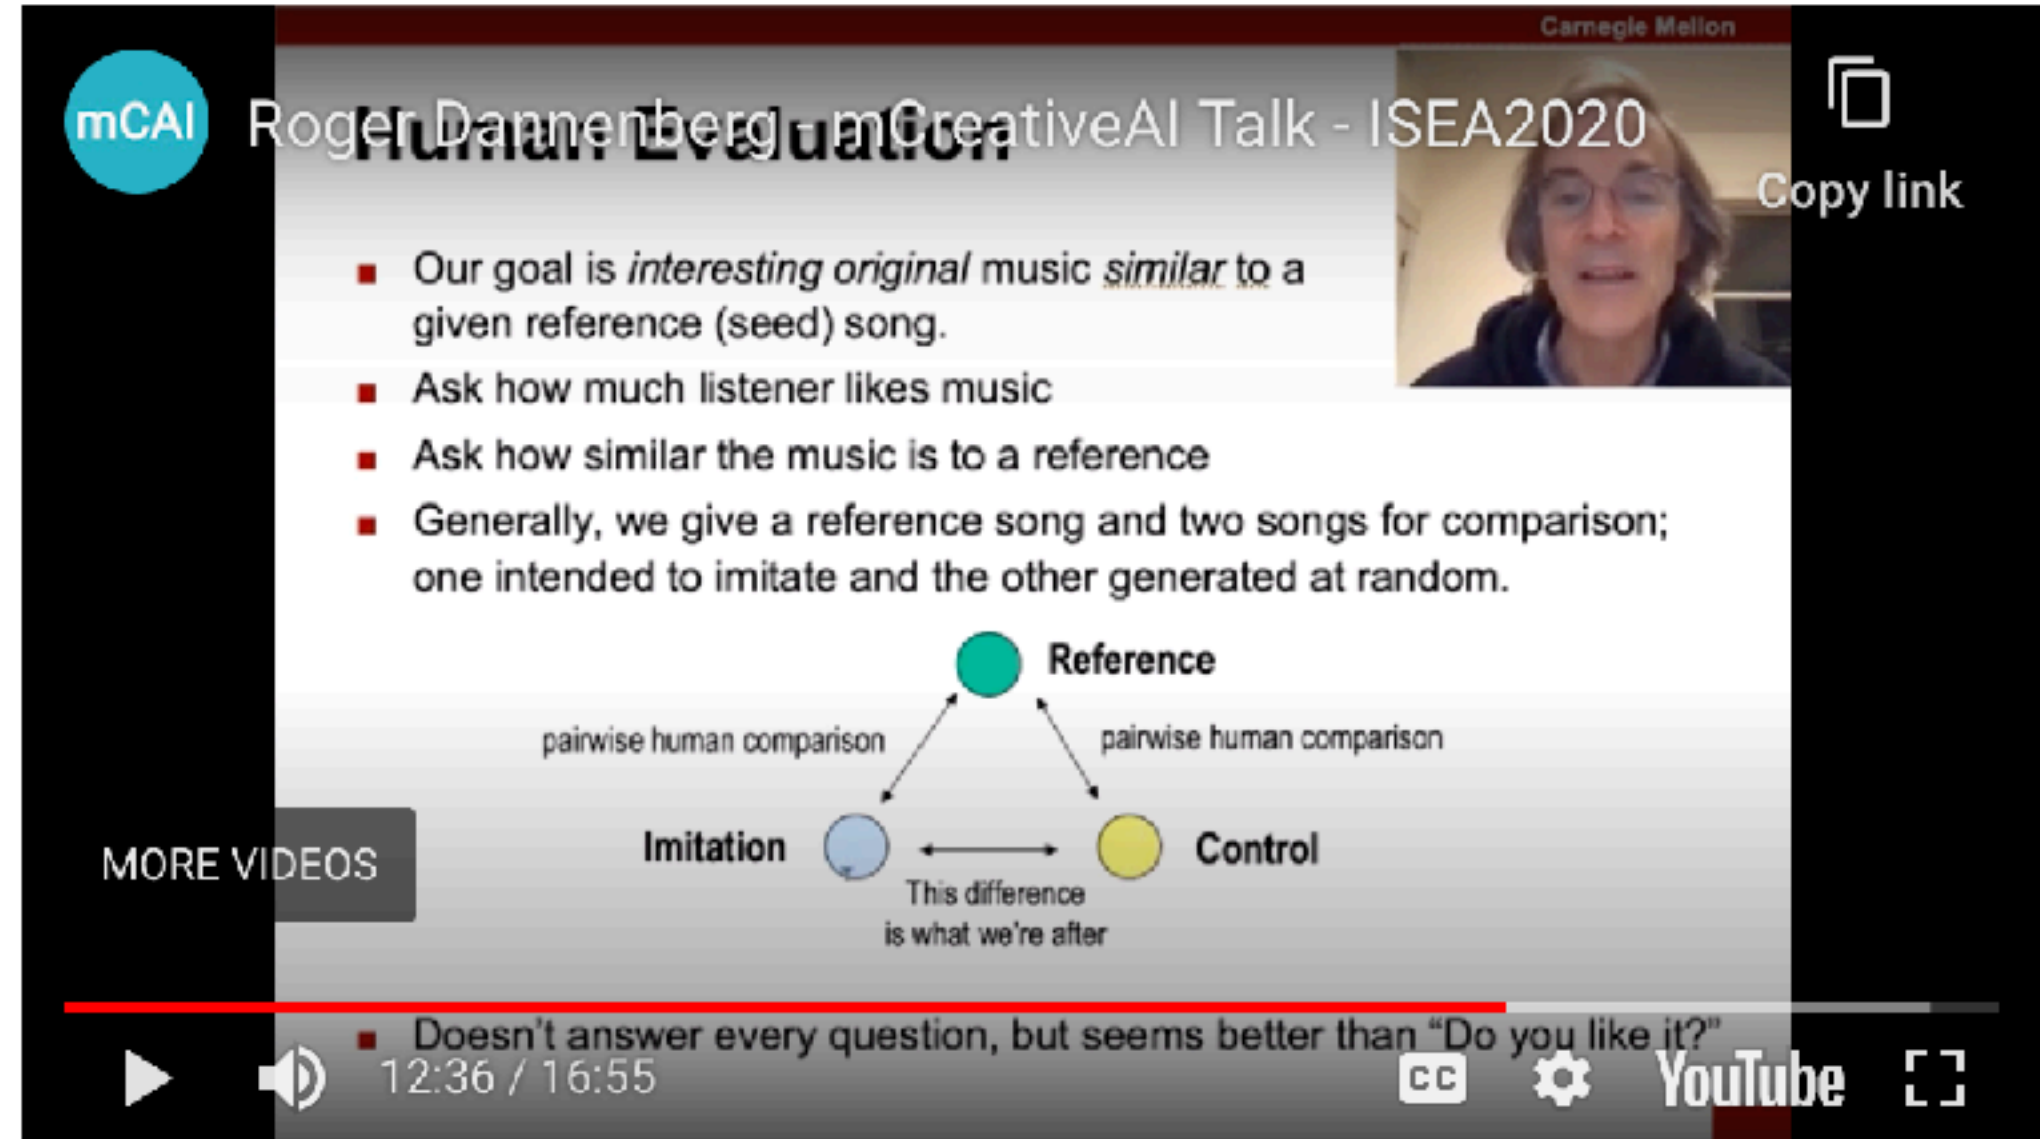 Carnegie Mellon
mCAI
Roger Dannenberg - mCreativeAI Talk - ISEA2020
Human Evaluation
Copy link
Our goal is interesting original music similar to a
given reference (seed) song.
Ask how much listener likes music
Ask how similar the music is to a reference
Generally, we give a reference song and two songs for comparison;
one intended to imitate and the other generated at random.
Reference
pairwise human comparison
pairwise human comparison
Imitation
Control
This difference
is what we're after
MORE VIDEOS
Doesn't answer every question, but seems better than “Do you like it?”
12:36 / 16:55
CC
YouTube